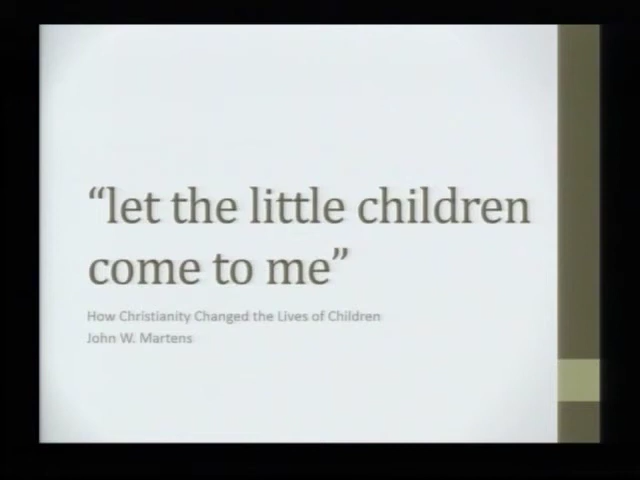 “let the little children
come to me”
How Christianity Changed the Lives of Children
John W. Martens